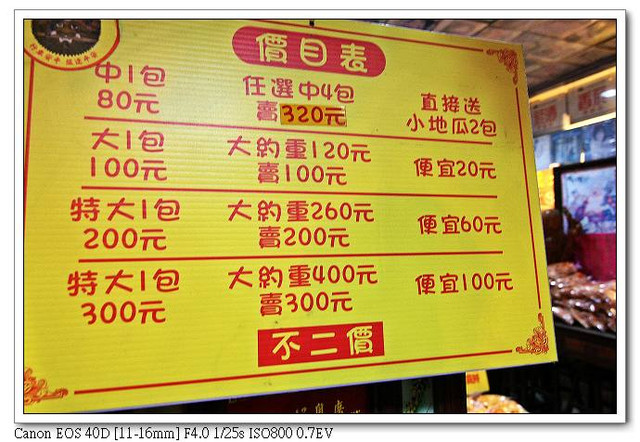 價目表
中1包
80元
任選中4包
賣320元
直接送
小地瓜2包
大1包
100元
大約重120元
賣100元
便宜20元
特大1包
200元
大約重260元
賣200元
便宜60元
特大1包
300元
大約重400元
賣300元
便宜100元
不二價
Canon EOS 40D [11-16mm] F4.0 1/25s ISO800 0.7EV